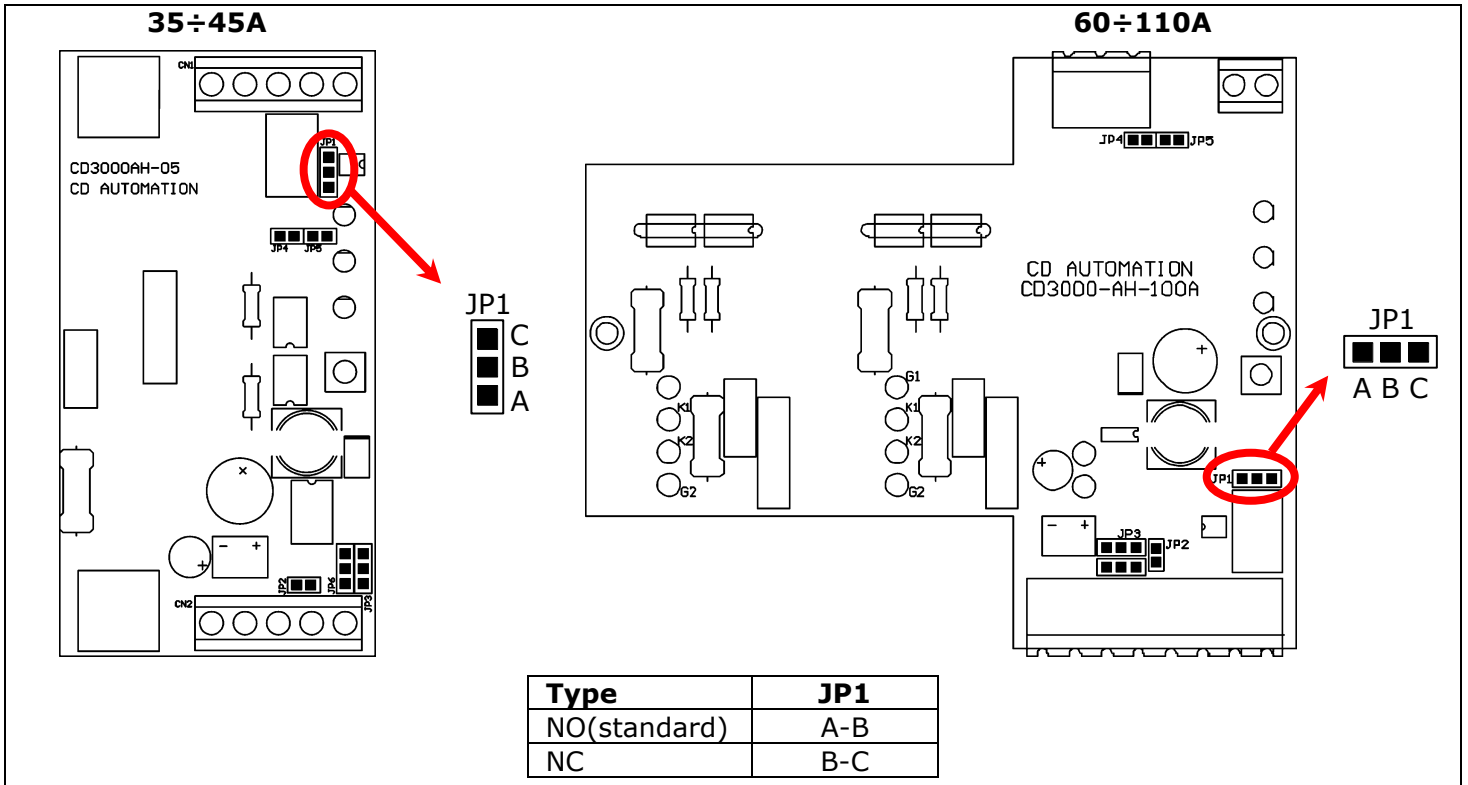 35÷45A
CN1
JP1
CD3000AH-05
CD AUTOMATION
JP4 JP5
JP1
C
B
A
×
- +
+
JP2
JP6
JP3
CN2
60÷110A
JP4 JP5
CD AUTOMATION
CD3000-AH-100A
G1
K1
K1
K2
K2
G2
G2
+
+
JP1
A B C
JP1
- +
JP3
JP2
Type JP1
NO(standard) A-B
NC B-C